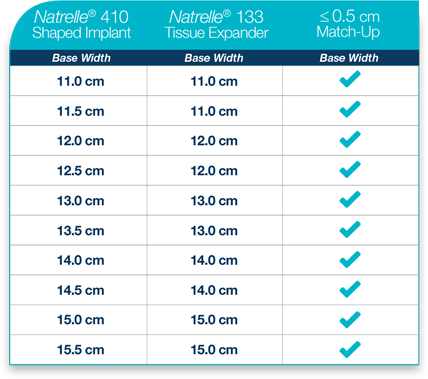 Natrelle® 410 Natrelle® 133 ≤ 0.5 cm
Shaped Implant Tissue Expander Match-Up
Base Width Base Width Base Width
11.0 cm 11.0 cm ✓
11.5 cm 11.0 cm ✓
12.0 cm 12.0 cm ✓
12.5 cm 12.0 cm ✓
13.0 cm 13.0 cm ✓
13.5 cm 13.0 cm ✓
14.0 cm 14.0 cm ✓
14.5 cm 14.0 cm ✓
15.0 cm 15.0 cm ✓
15.5 cm 15.0 cm ✓